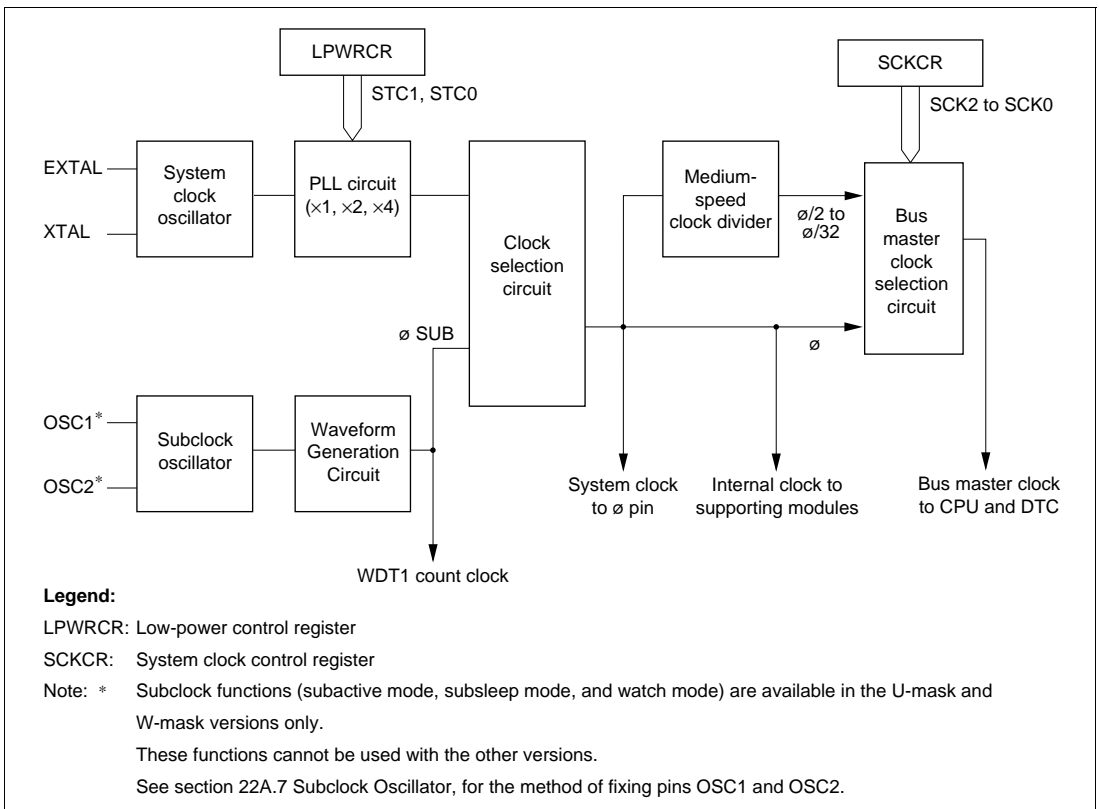 LPWRCR
STC1, STC0
SCKCR
SCK2 to SCK0
EXTAL
XTAL
System
clock
oscillator
PLL circuit
(×1, ×2, ×4)
Clock
selection
circuit
Medium-
speed
clock divider
ø/2 to
ø/32
Bus
master
clock
selection
circuit
ø SUB
ø
OSC1*
OSC2*
Subclock
oscillator
Waveform
Generation
Circuit
System clock
to ø pin
Internal clock to
supporting modules
Bus master clock
to CPU and DTC
WDT1 count clock
Legend:
LPWRCR: Low-power control register
SCKCR: System clock control register
Note: * Subclock functions (subactive mode, subsleep mode, and watch mode) are available in the U-mask and
W-mask versions only.
These functions cannot be used with the other versions.
See section 22A.7 Subclock Oscillator, for the method of fixing pins OSC1 and OSC2.